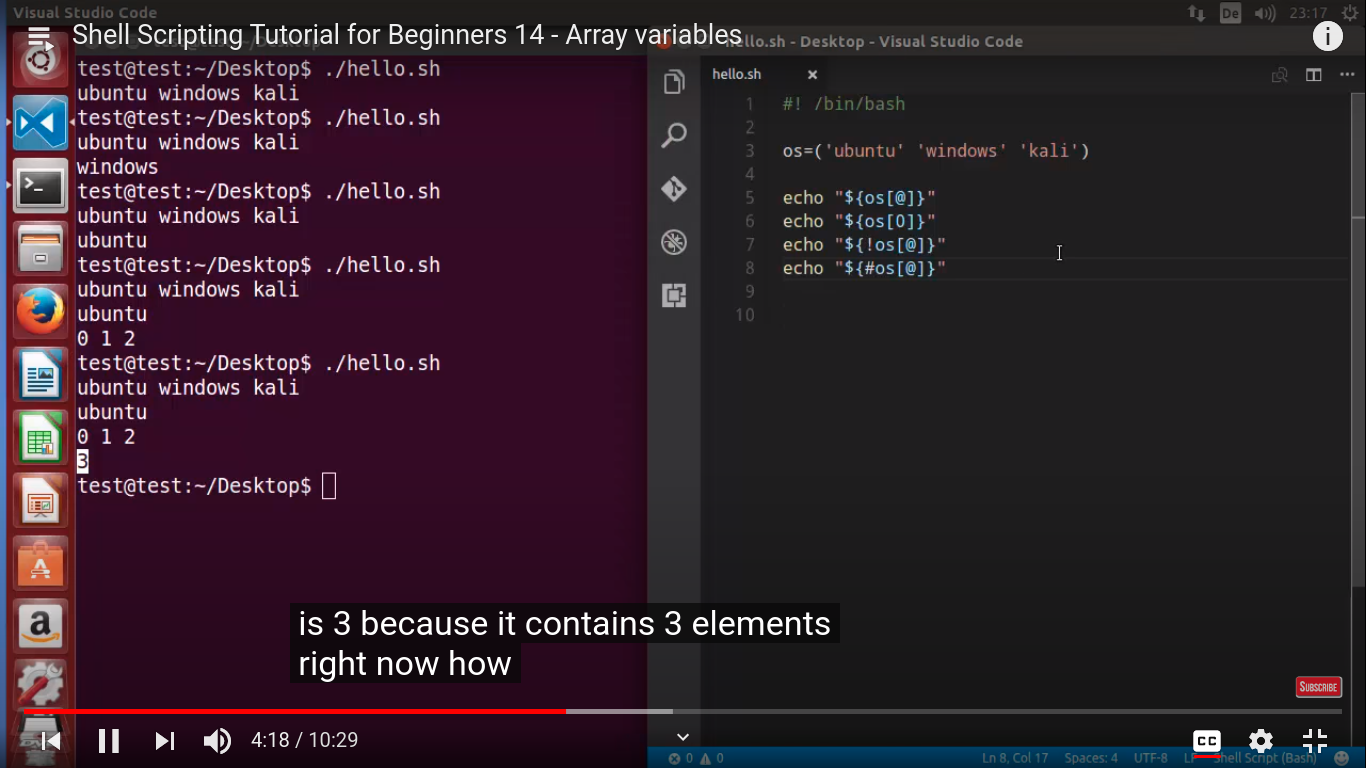 Visual Studio Code
De
23:17
Shell Scripting Tutorial for Beginners 14 - Array variables
hello.sh - Desktop - Visual Studio Code
test@test:~/Desktop$ ./hello.sh
ubuntu windows kali
test@test:~/Desktop$ ./hello.sh
ubuntu windows kali
windows
test@test:~/Desktop$ ./hello.sh
ubuntu windows kali
ubuntu
test@test:~/Desktop$ ./hello.sh
ubuntu windows kali
ubuntu
0 1 2
test@test:~/Desktop$ ./hello.sh
ubuntu windows kali
ubuntu
0 1 2
3
test@test:~/Desktop$
hello.sh
1 #! /bin/bash
2
3 os=('ubuntu' 'windows' 'kali')
4
5 echo "${os[@]}"
6 echo "${os[0]}"
7 echo "${!os[@]}"
8 echo "${#os[@]}"
9
10
is 3 because it contains 3 elements
right now how
SUBSCRIBE
4:18 / 10:29
CC
0 0 Ln 8, Col 17 Spaces: 4 UTF-8 LF Shell Script (Bash)